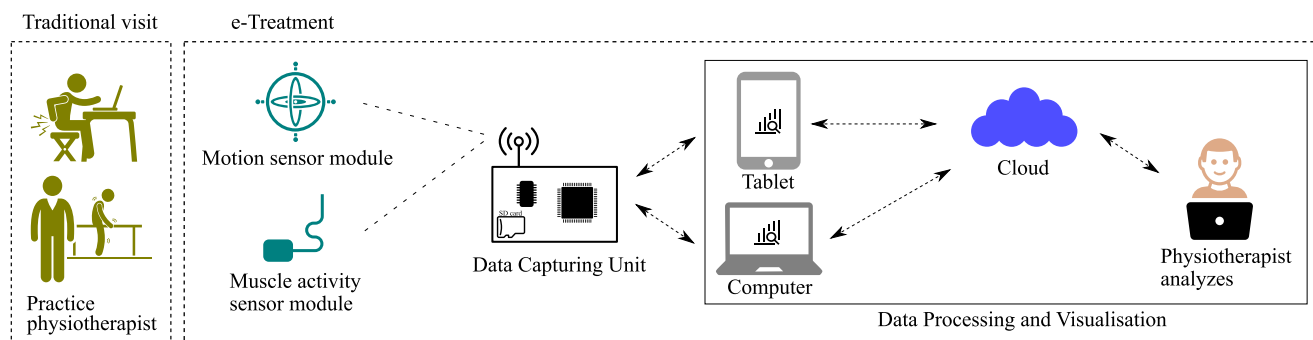 Traditional visit
e-Treatment
Practice
physiotherapist
Motion sensor module
Muscle activity
sensor module
SD card
Data Capturing Unit
Tablet
Computer
Cloud
Physiotherapist
analyzes
Data Processing and Visualisation